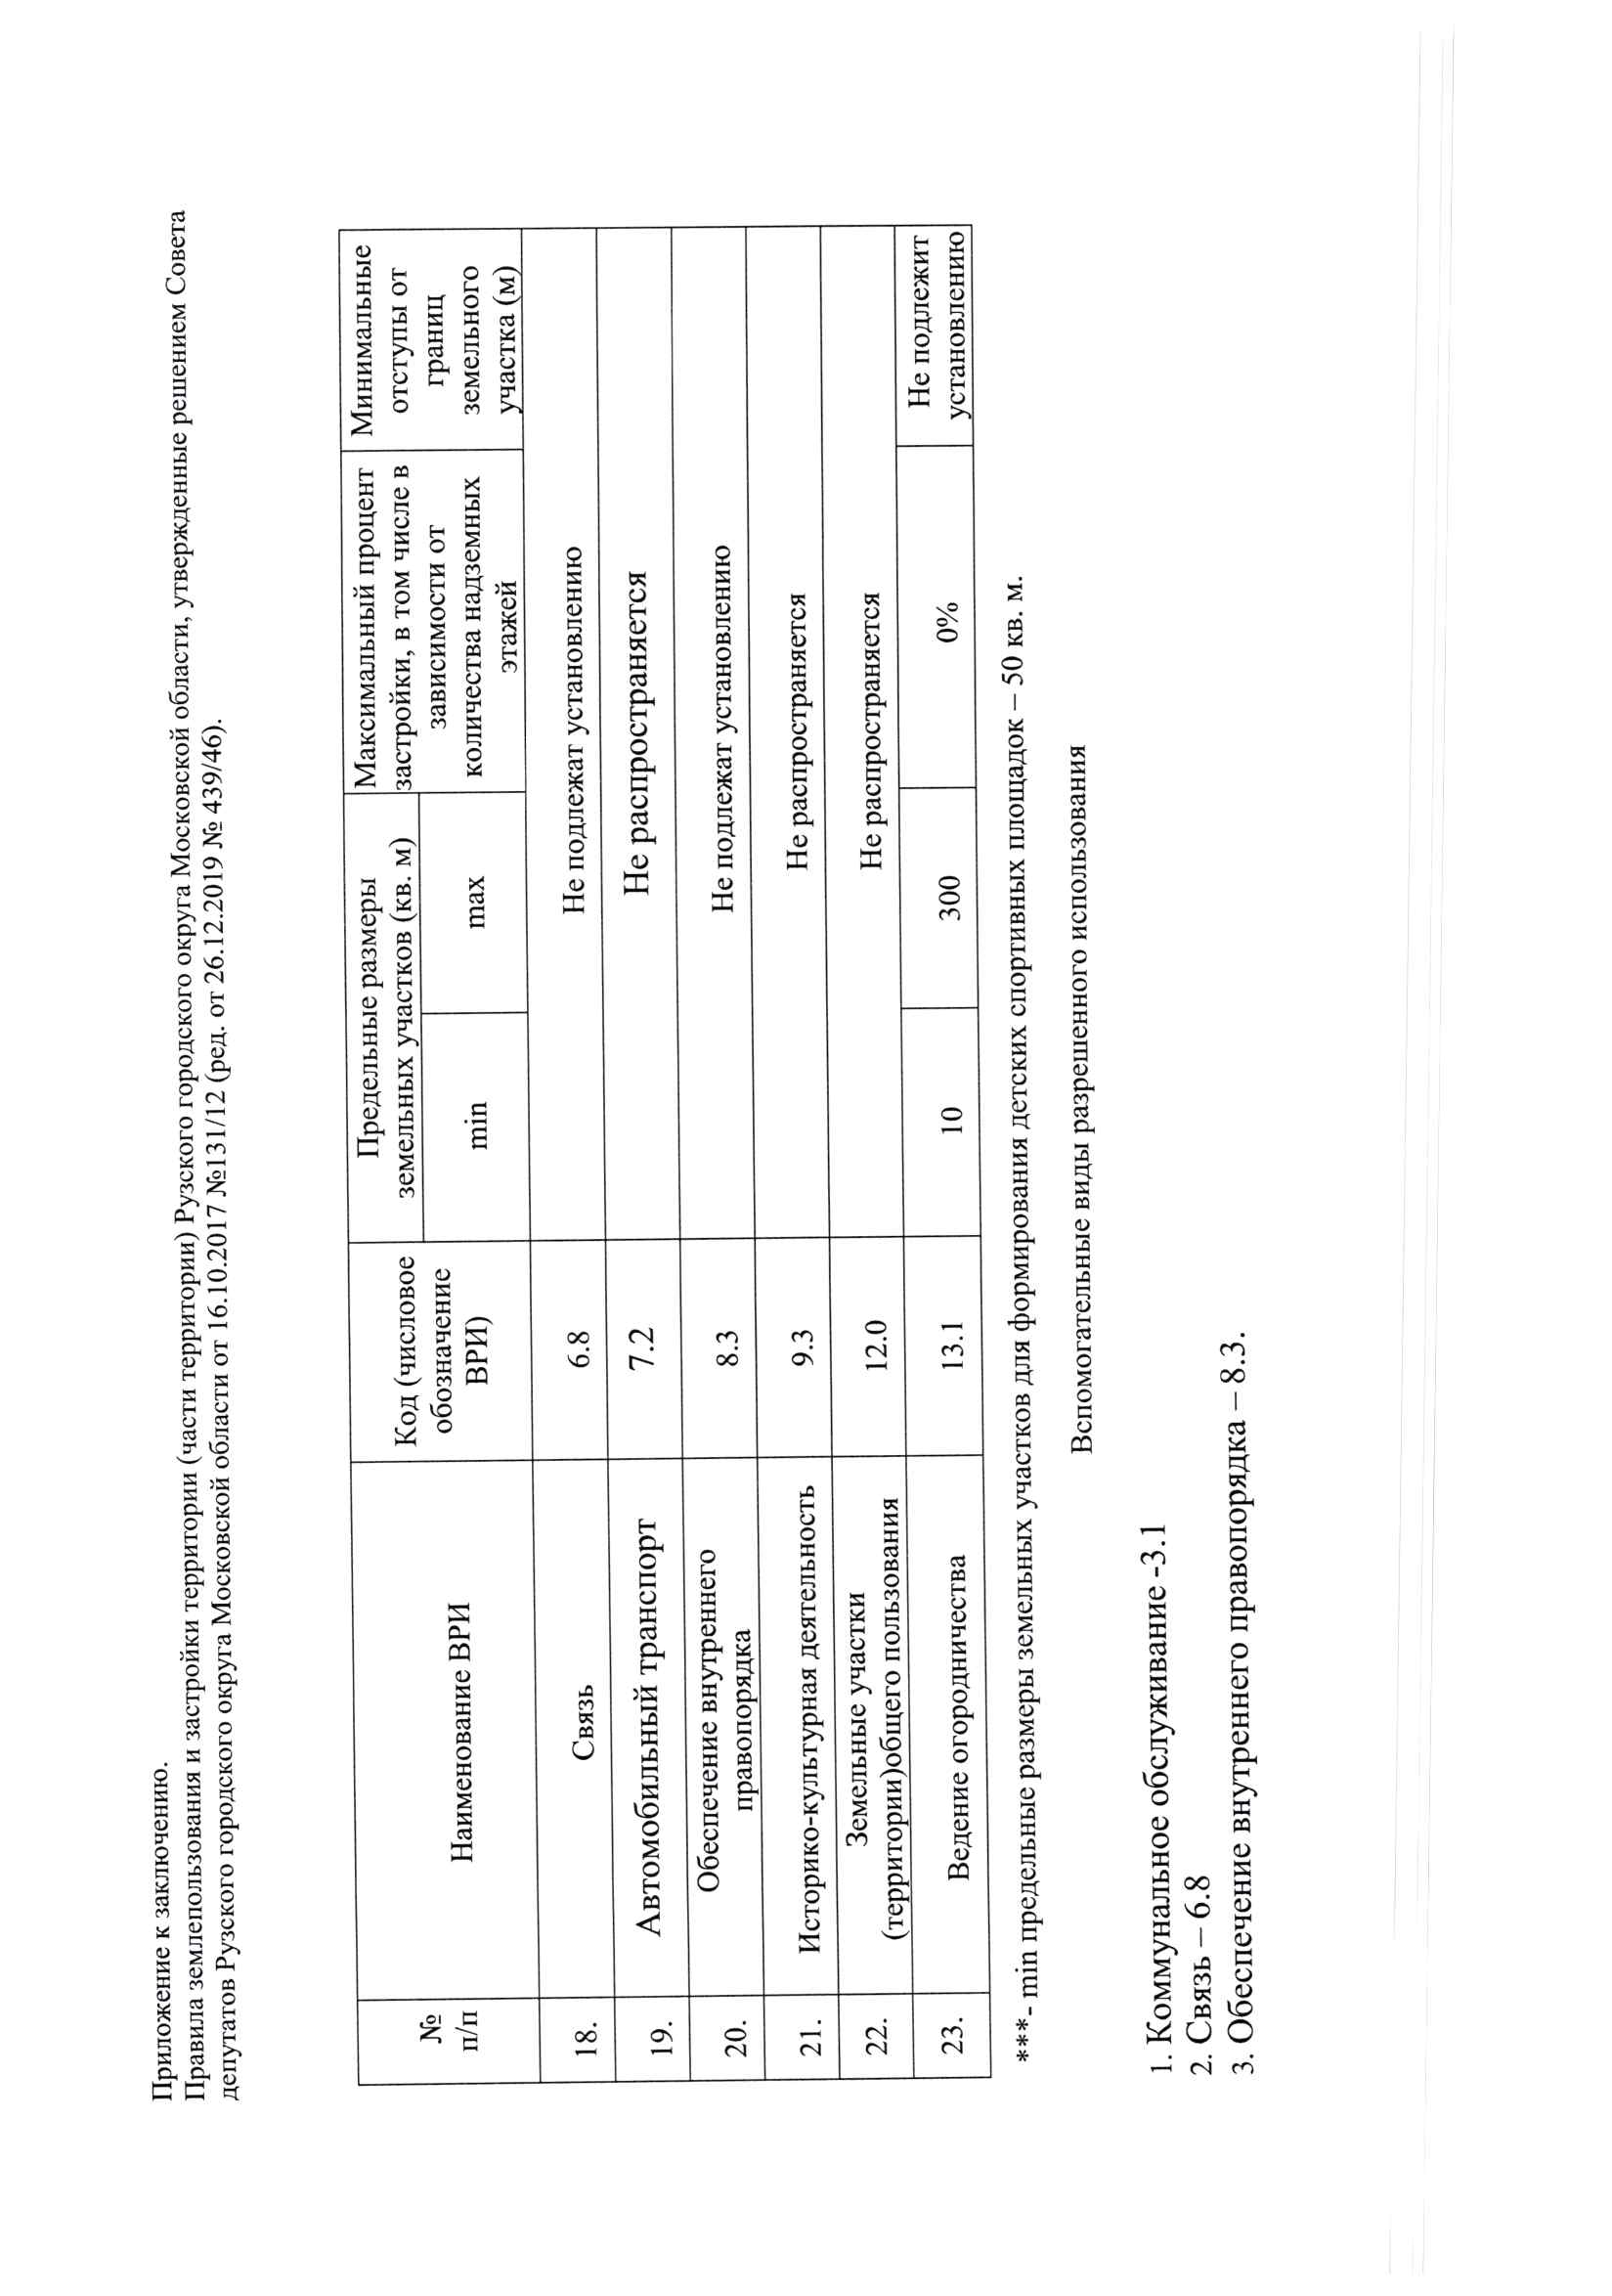 Приложение к заключению.
Правила землепользования и застройки территории (части территории) Рузского городского округа Московской области, утвержденные решением Совета
депутатов Рузского городского округа Московской области от 16.10.2017 №131/12 (ред. от 26.12.2019 № 439/46).
№
п/п
Наименование ВРИ
Код (числовое
обозначение
ВРИ)
Предельные размеры
земельных участков (кв. м)
min
max
Максимальный процент
застройки, в том числе в
зависимости от
количества надземных
этажей
Минимальные
отступы от
границ
земельного
участка (м)
18. Связь 6.8 Не подлежат установлению
19. Автомобильный транспорт 7.2 Не распространяется
20. Обеспечение внутреннего
правопорядка 8.3 Не подлежат установлению
21. Историко-культурная деятельность 9.3 Не распространяется
22. Земельные участки
(территории)общего пользования 12.0 Не распространяется
23. Ведение огородничества 13.1 10 300 0% Не подлежит
установлению
***- min предельные размеры земельных участков для формирования детских спортивных площадок – 50 кв. м.
Вспомогательные виды разрешенного использования
1. Коммунальное обслуживание -3.1
2. Связь – 6.8
3. Обеспечение внутреннего правопорядка – 8.3.